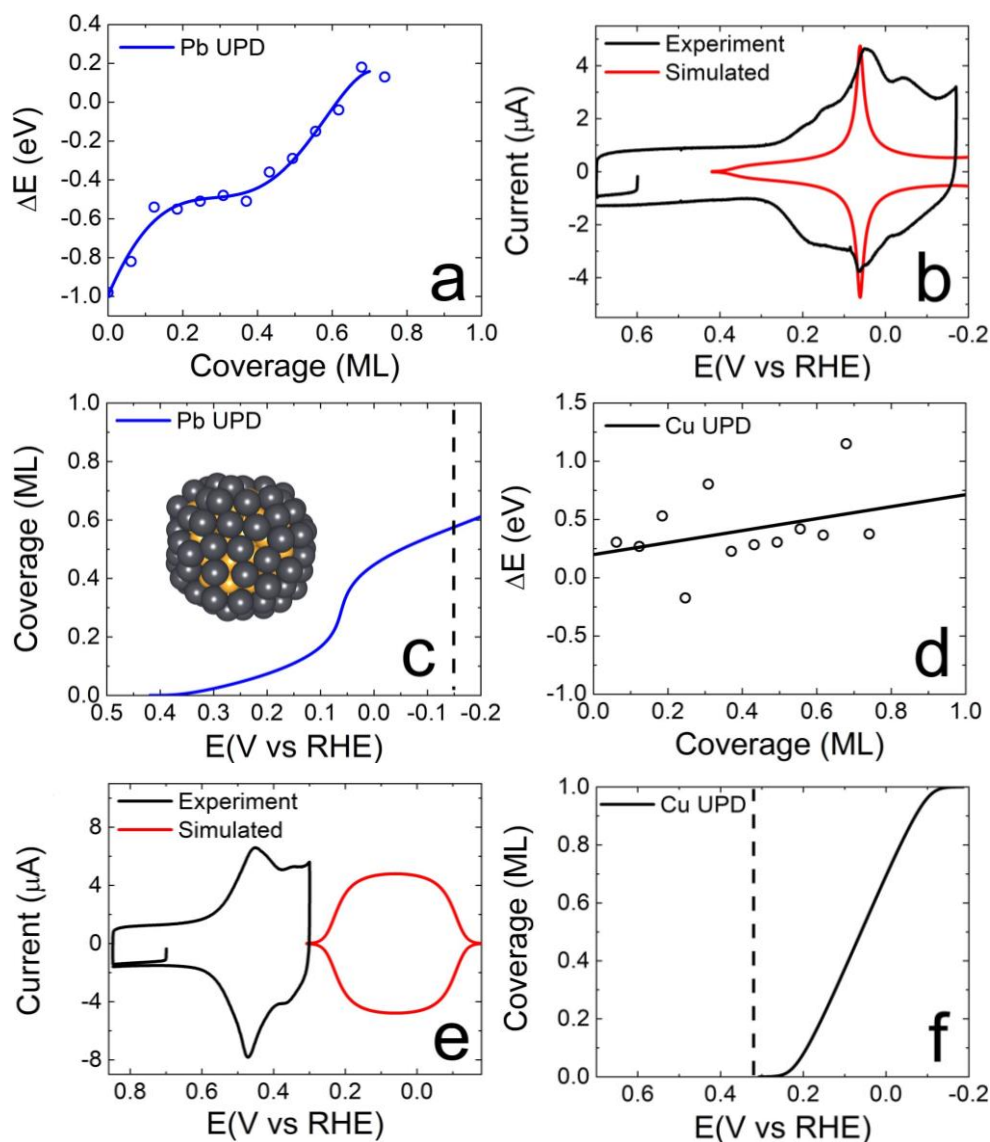 0.4
0.2
0.0
-0.2
-0.4
-0.6
-0.8
-1.0
ΔE (eV)
Pb UPD
a
0.0 0.2 0.4 0.6 0.8 1.0
Coverage (ML)
4
2
0
-2
-4
Current (μA)
Experiment
Simulated
b
0.6 0.4 0.2 0.0 -0.2
E(V vs RHE)
1.0
0.8
0.6
0.4
0.2
0.0
Coverage (ML)
Pb UPD
c
0.5 0.4 0.3 0.2 0.1 0.0 -0.1 -0.2
E(V vs RHE)
1.5
1.0
0.5
0.0
-0.5
-1.0
ΔE (eV)
Cu UPD
d
0.0 0.2 0.4 0.6 0.8 1.0
Coverage (ML)
8
4
0
-4
-8
Current (μA)
Experiment
Simulated
e
0.8 0.6 0.4 0.2 0.0
E(V vs RHE)
1.0
0.8
0.6
0.4
0.2
0.0
Coverage (ML)
Cu UPD
f
0.6 0.4 0.2 0.0 -0.2
E(V vs RHE)